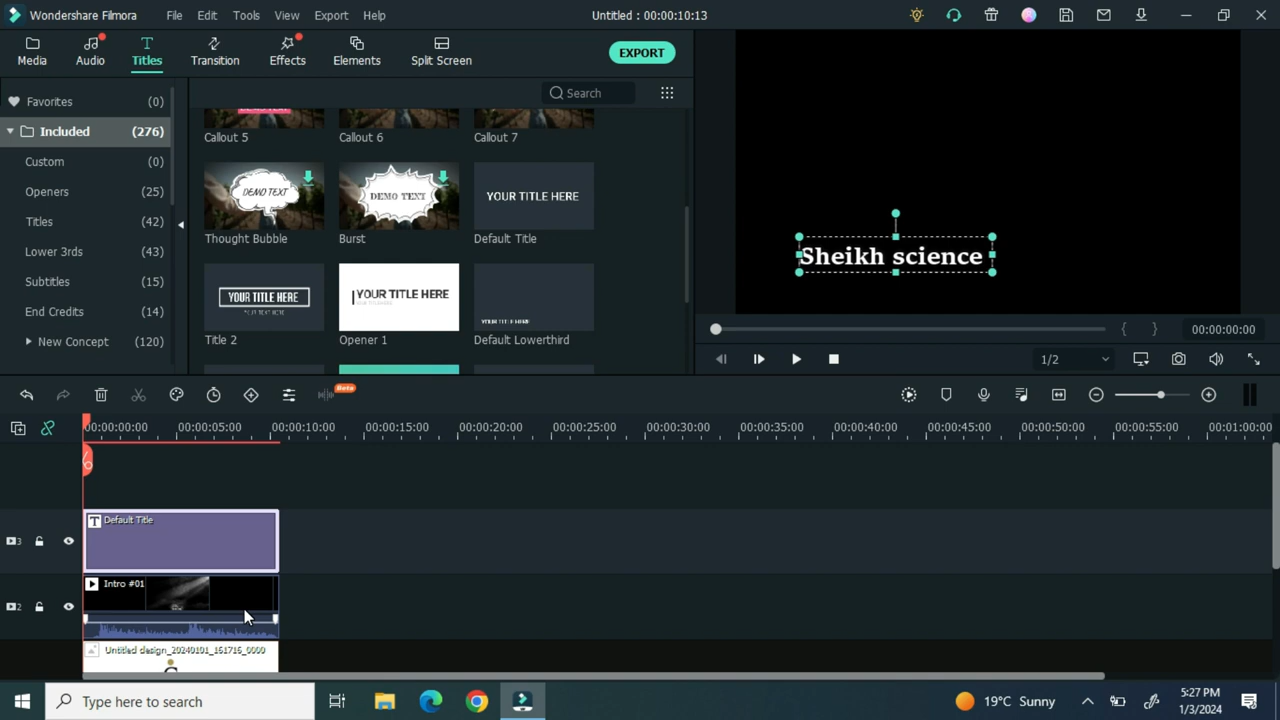 Wondershare Filmora
File Edit Tools View Export Help
Untitled : 00:00:10:13
Media
Audio
Titles
Transition
Effects
Elements
Split Screen
EXPORT
Favorites (0)
Included (276)
Custom (0)
Openers (25)
Titles (42)
Lower 3rds (43)
Subtitles (15)
End Credits (14)
New Concept (120)
Search
Callout 5
Callout 6
Callout 7
DEMO TEXT
DEMO TEXT
YOUR TITLE HERE
Thought Bubble
Burst
Default Title
YOUR TITLE HERE
YOUR TITLE HERE
YOUR TITLE HERE
Title 2
Opener 1
Default Lowerthird
Sheikh science
00:00:00:00
1/2
Beta
00:00:00:00 00:00:05:00 00:00:10:00 00:00:15:00 00:00:20:00 00:00:25:00 00:00:30:00 00:00:35:00 00:00:40:00 00:00:45:00 00:00:50:00 00:00:55:00 00:01:00:00
T Default Title
3
Intro #01
2
Untitled design_20240101_161716_0000
Type here to search
19°C Sunny
5:27 PM
1/3/2024